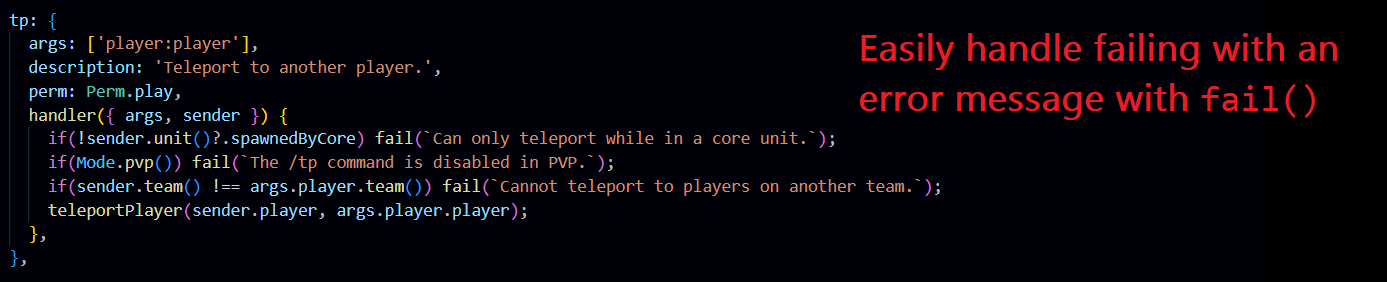 tp: {
args: ['player:player'],
description: 'Teleport to another player.',
perm: Perm.play,
handler({ args, sender }) {
if(!sender.unit()?.spawnedByCore) fail(`Can only teleport while in a core unit.`);
if(Mode.pvp()) fail(`The /tp command is disabled in PVP.`);
if(sender.team() !== args.player.team()) fail(`Cannot teleport to players on another team.`);
teleportPlayer(sender.player, args.player.player);
},
},
Easily handle failing with an
error message with fail()